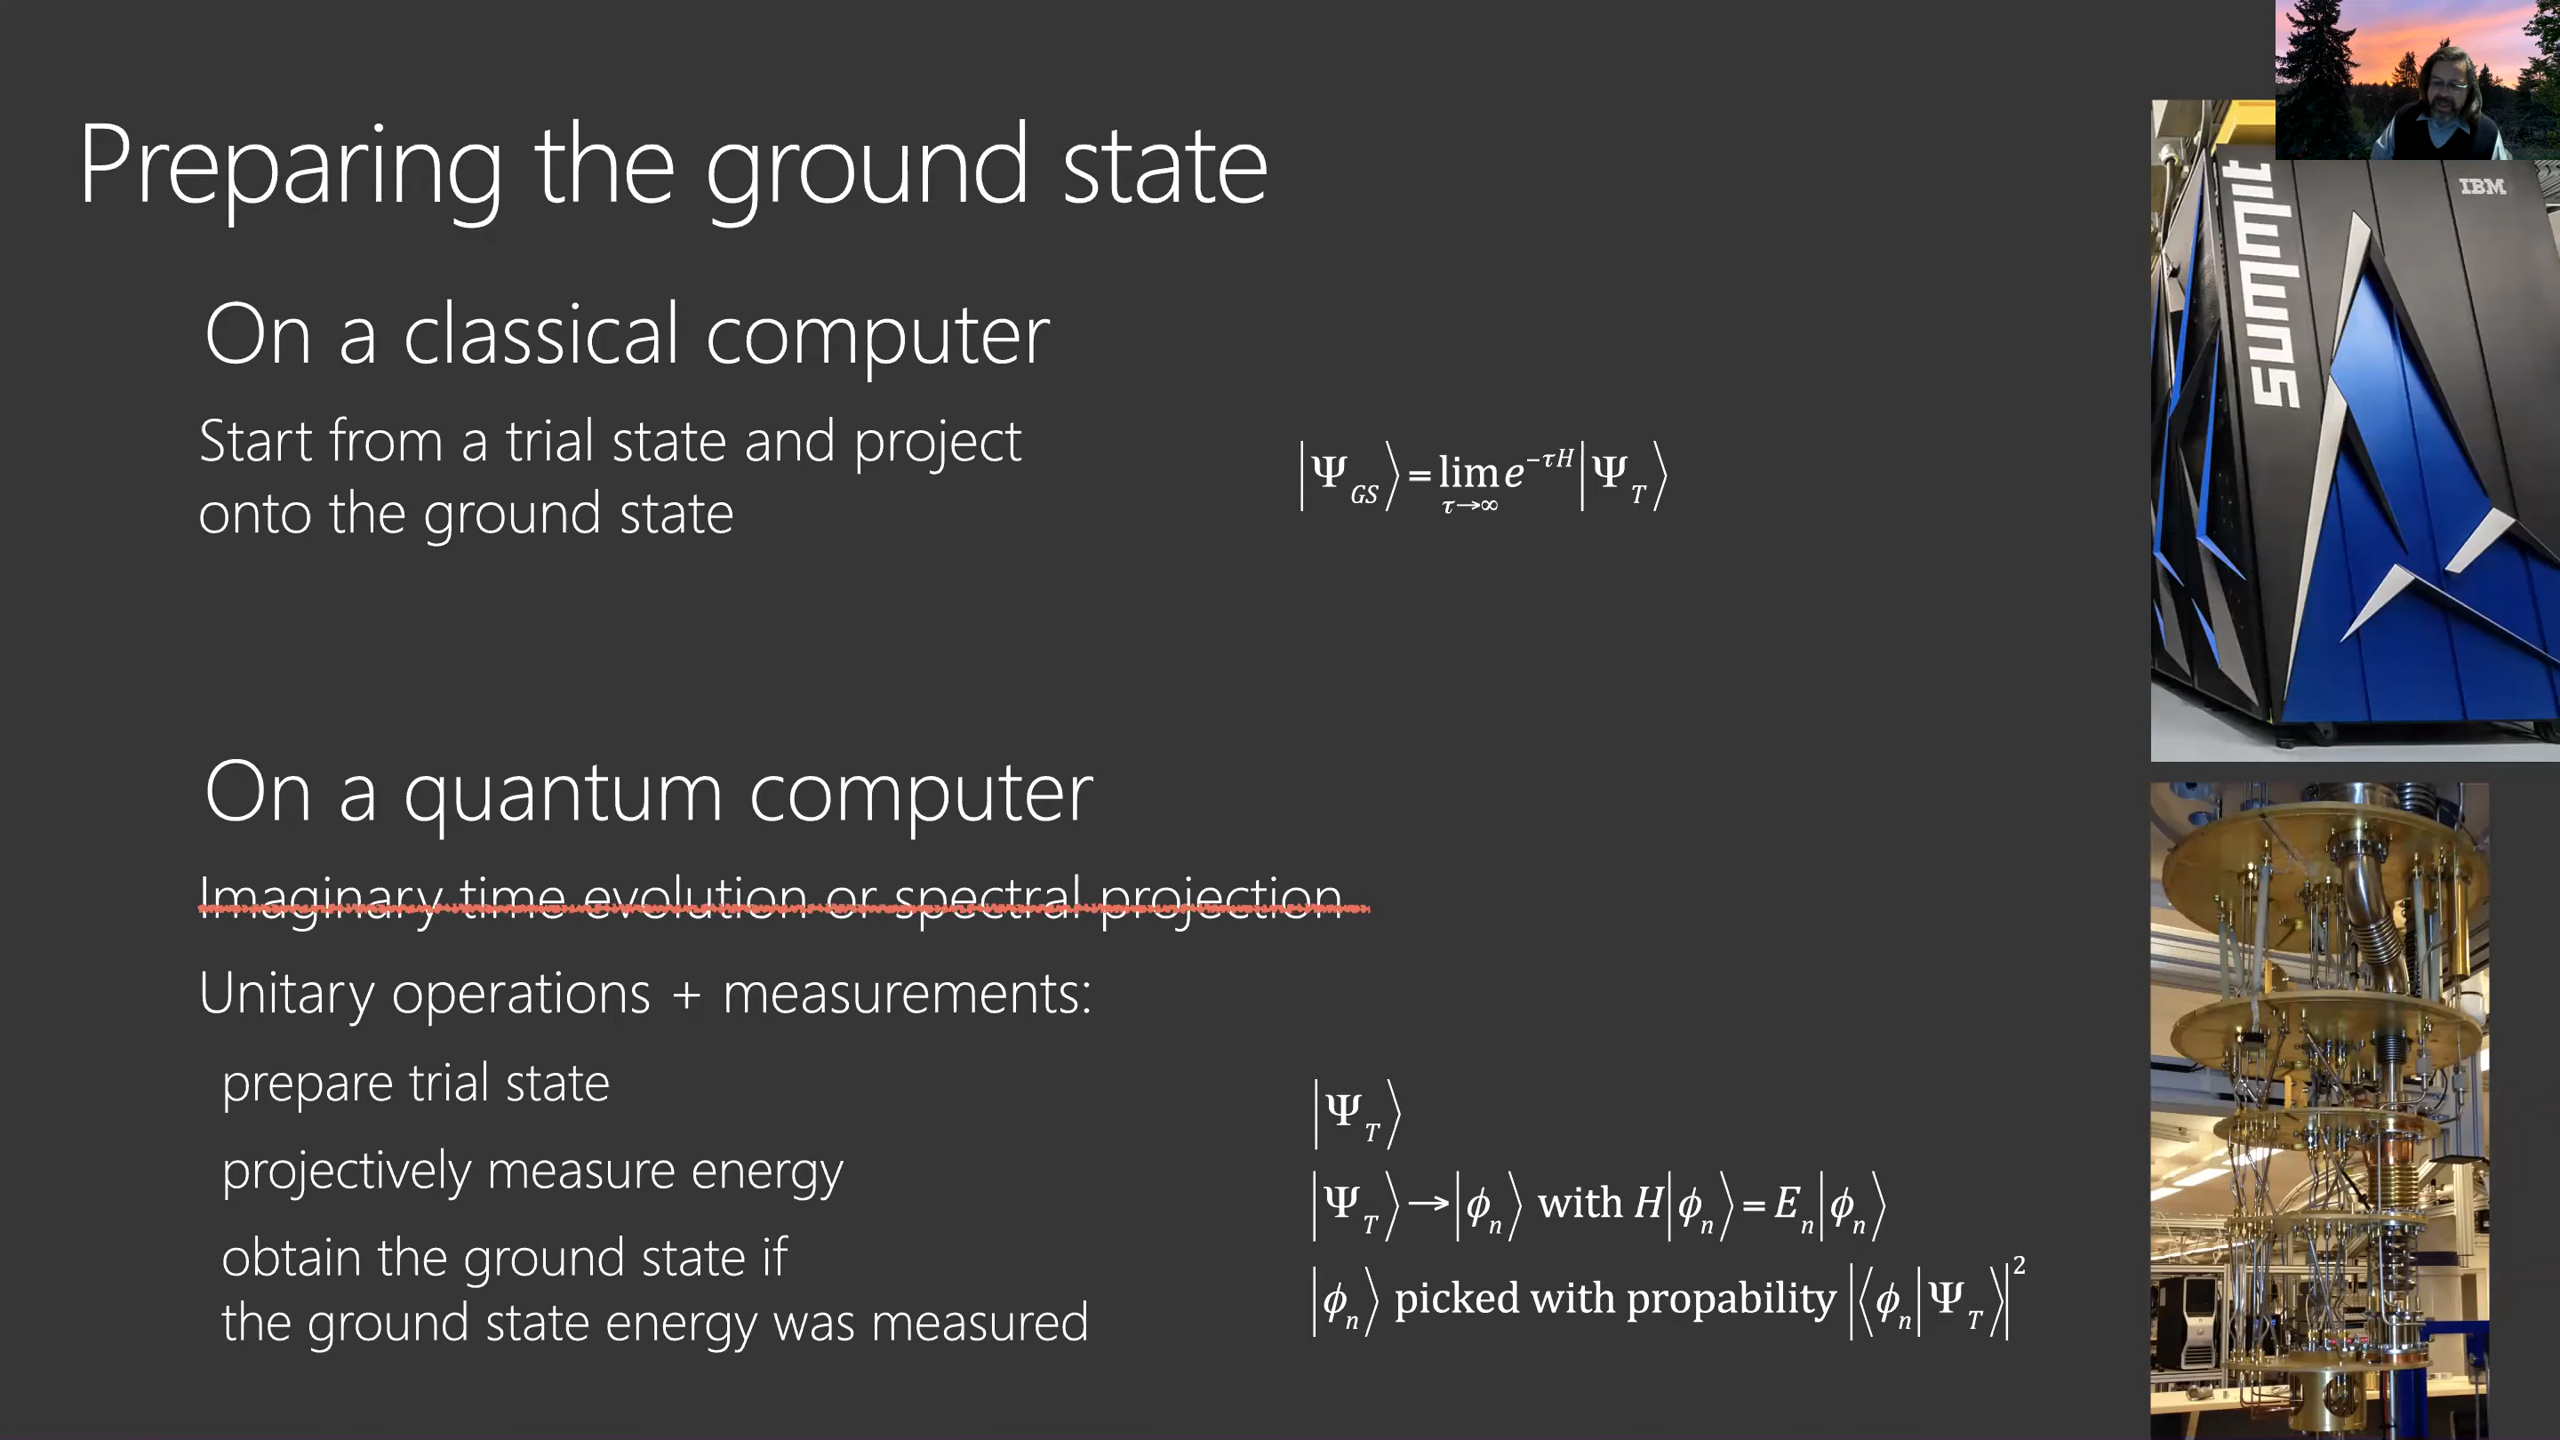 Preparing the ground state
On a classical computer
Start from a trial state and project
onto the ground state
|Ψ_GS⟩ = lim_{τ→∞} e^{−τH} |Ψ_T⟩
On a quantum computer
Imaginary time evolution or spectral projection
Unitary operations + measurements:
prepare trial state
|Ψ_T⟩
projectively measure energy
|Ψ_T⟩ → |ϕ_n⟩ with H|ϕ_n⟩ = E_n|ϕ_n⟩
obtain the ground state if
the ground state energy was measured
|ϕ_n⟩ picked with propability |⟨ϕ_n|Ψ_T⟩|²
summit
IBM